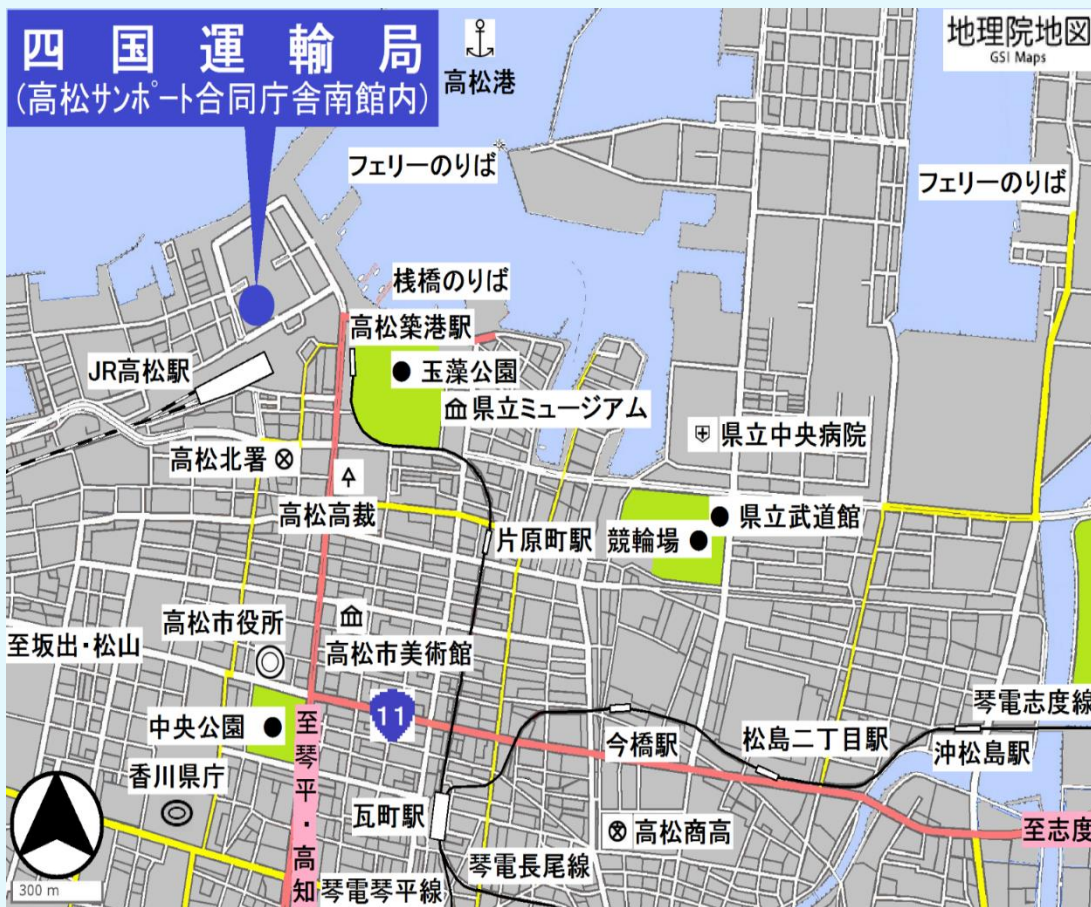 四国運輸局
(高松サンポート合同庁舎南館内)
高松港
地理院地図
GSI Maps
フェリーのりば
フェリーのりば
桟橋のりば
高松築港駅
JR高松駅
玉藻公園
県立ミュージアム
県立中央病院
高松北署
高松高裁
片原町駅
県立武道館
競輪場
高松市役所
至坂出・松山
高松市美術館
琴電志度線
中央公園
至琴平・高知
11
今橋駅
松島二丁目駅
沖松島駅
香川県庁
瓦町駅
高松商高
至志度
琴電長尾線
琴電琴平線
300 m